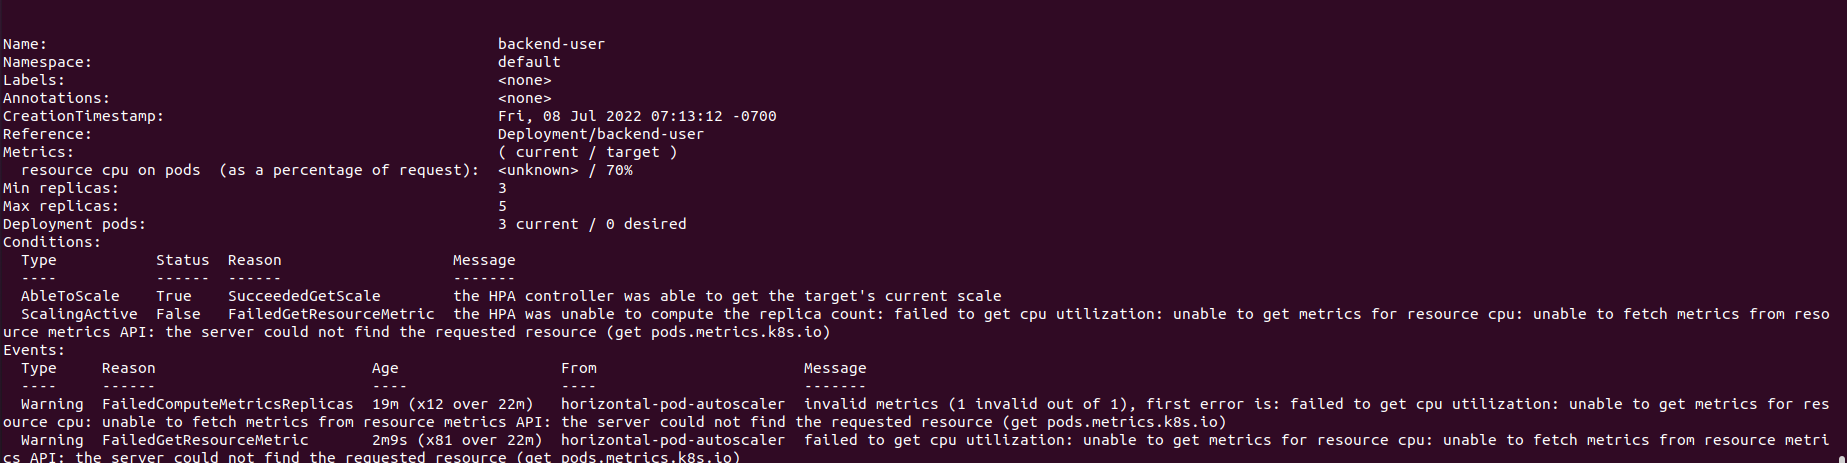 Name:                                                  backend-user
Namespace:                                             default
Labels:                                                <none>
Annotations:                                           <none>
CreationTimestamp:                                     Fri, 08 Jul 2022 07:13:12 -0700
Reference:                                             Deployment/backend-user
Metrics:                                               ( current / target )
  resource cpu on pods  (as a percentage of request):  <unknown> / 70%
Min replicas:                                          3
Max replicas:                                          5
Deployment pods:                                       3 current / 0 desired
Conditions:
  Type           Status  Reason                   Message
  ----           ------  ------                   -------
  AbleToScale    True    SucceededGetScale        the HPA controller was able to get the target's current scale
  ScalingActive  False   FailedGetResourceMetric  the HPA was unable to compute the replica count: failed to get cpu utilization: unable to get metrics for resource cpu: unable to fetch metrics from reso
urce metrics API: the server could not find the requested resource (get pods.metrics.k8s.io)
Events:
  Type     Reason                        Age                  From                       Message
  ----     ------                        ----                 ----                       -------
  Warning  FailedComputeMetricsReplicas  19m (x12 over 22m)   horizontal-pod-autoscaler  invalid metrics (1 invalid out of 1), first error is: failed to get cpu utilization: unable to get metrics for res
ource cpu: unable to fetch metrics from resource metrics API: the server could not find the requested resource (get pods.metrics.k8s.io)
  Warning  FailedGetResourceMetric       2m9s (x81 over 22m)  horizontal-pod-autoscaler  failed to get cpu utilization: unable to get metrics for resource cpu: unable to fetch metrics from resource metri
cs API: the server could not find the requested resource (get pods.metrics.k8s.io)